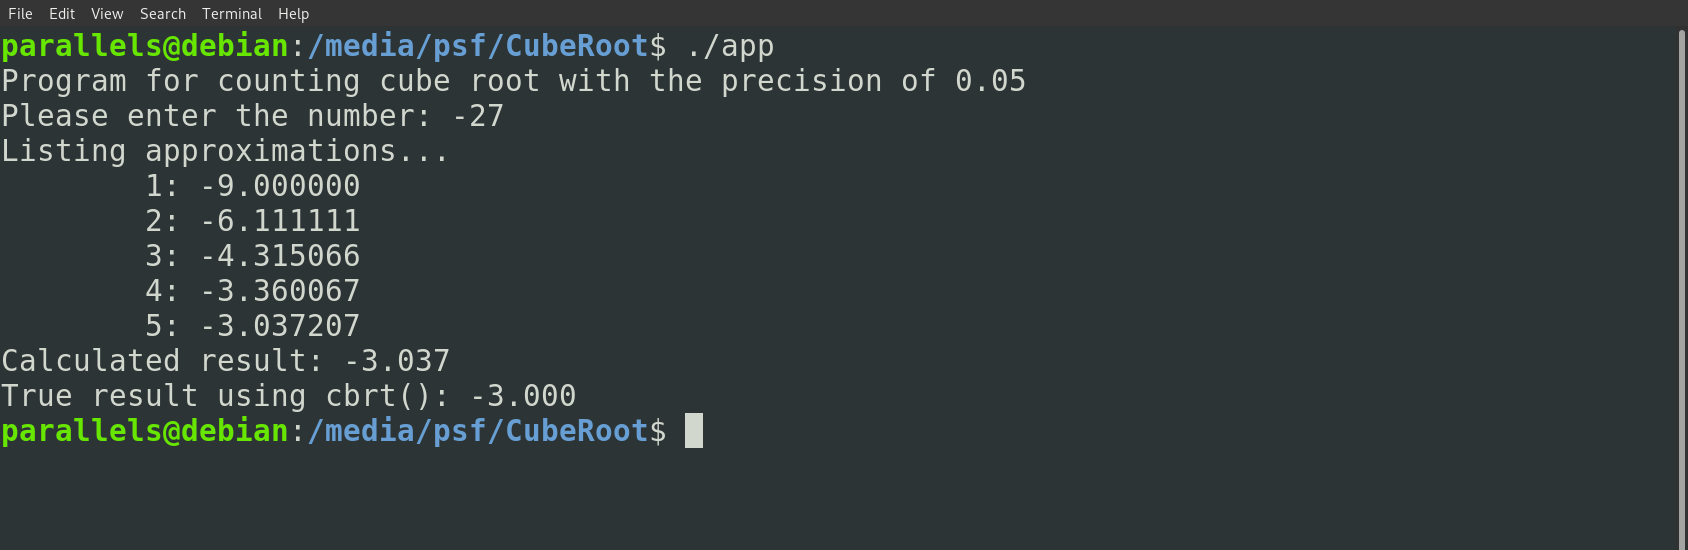 File Edit View Search Terminal Help
parallels@debian:/media/psf/CubeRoot$ ./app
Program for counting cube root with the precision of 0.05
Please enter the number: -27
Listing approximations...
1: -9.000000
2: -6.111111
3: -4.315066
4: -3.360067
5: -3.037207
Calculated result: -3.037
True result using cbrt(): -3.000
parallels@debian:/media/psf/CubeRoot$